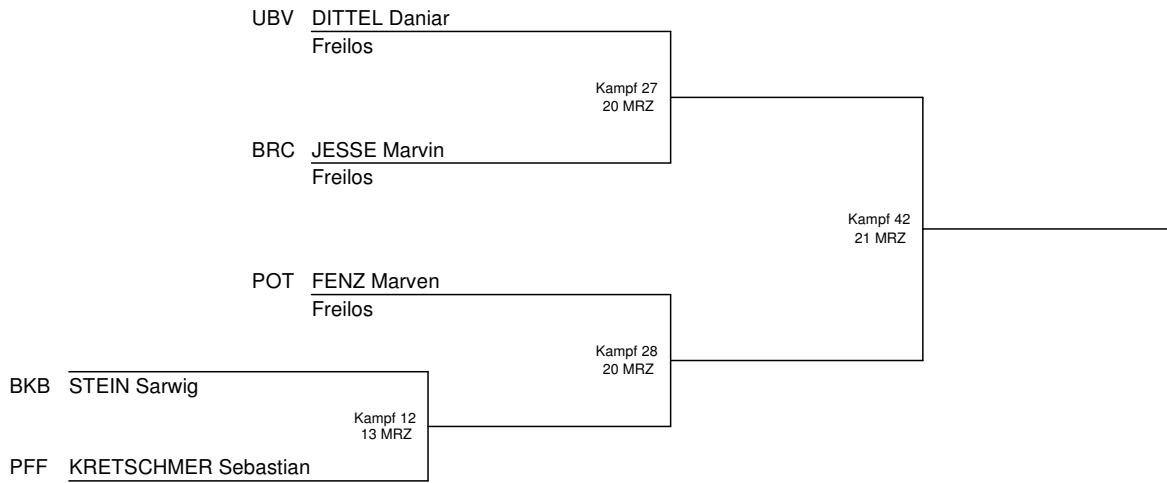 UBV DITTEL Daniar
Freilos
Kampf 27
20 MRZ
BRC JESSE Marvin
Freilos
Kampf 42
21 MRZ
POT FENZ Marven
Freilos
Kampf 28
20 MRZ
BKB STEIN Sarwig
Kampf 12
13 MRZ
PFF KRETSCHMER Sebastian